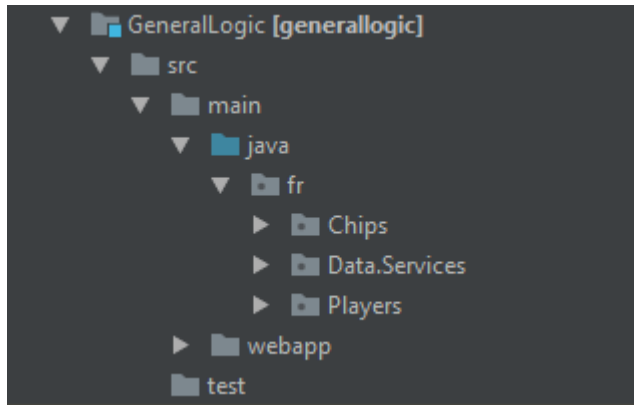 GeneralLogic [generallogic]
src
main
java
fr
Chips
Data.Services
Players
webapp
test